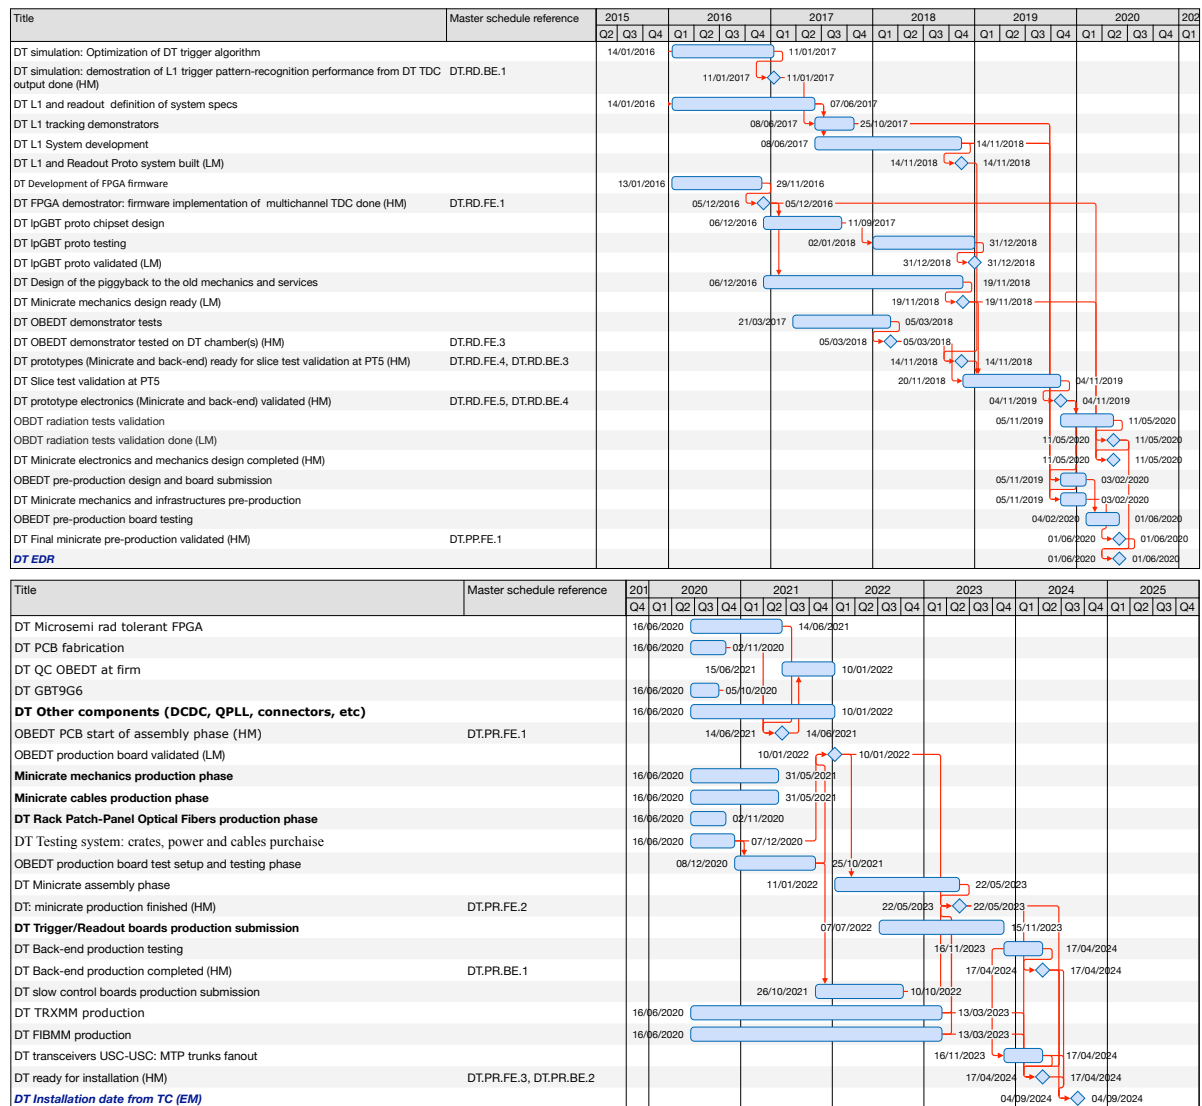 Title Master schedule reference 2015 2016 2017 2018 2019 2020 202
Q2 Q3 Q4 Q1 Q2 Q3 Q4 Q1 Q2 Q3 Q4 Q1 Q2 Q3 Q4 Q1 Q2 Q3 Q4 Q1 Q2 Q3 Q4 Q1
DT simulation: Optimization of DT trigger algorithm 14/01/2016 11/01/2017
DT simulation: demostration of L1 trigger pattern-recognition performance from DT TDC DT.RD.BE.1
output done (HM) 11/01/2017 11/01/2017
DT L1 and readout definition of system specs 14/01/2016 07/06/2017
DT L1 tracking demonstrators 08/06/2017 25/10/2017
DT L1 System development 08/06/2017 14/11/2018
DT L1 and Readout Proto system built (LM) 14/11/2018 14/11/2018
DT Development of FPGA firmware 13/01/2016 29/11/2016
DT FPGA demostrator: firmware implementation of multichannel TDC done (HM) DT.RD.FE.1 05/12/2016 05/12/2016
DT lpGBT proto chipset design 06/12/2016 11/09/2017
DT lpGBT proto testing 02/01/2018 31/12/2018
DT lpGBT proto validated (LM) 31/12/2018 31/12/2018
DT Design of the piggyback to the old mechanics and services 06/12/2016 19/11/2018
DT Minicrate mechanics design ready (LM) 19/11/2018 19/11/2018
DT OBEDT demonstrator tests 21/03/2017 05/03/2018
DT OBEDT demonstrator tested on DT chamber(s) (HM) DT.RD.FE.3 05/03/2018 05/03/2018
DT prototypes (Minicrate and back-end) ready for slice test validation at PT5 (HM) DT.RD.FE.4, DT.RD.BE.3 14/11/2018 14/11/2018
DT Slice test validation at PT5 20/11/2018 04/11/2019
DT prototype electronics (Minicrate and back-end) validated (HM) DT.RD.FE.5, DT.RD.BE.4 04/11/2019 04/11/2019
OBDT radiation tests validation 05/11/2019 11/05/2020
OBDT radiation tests validation done (LM) 11/05/2020 11/05/2020
DT Minicrate electronics and mechanics design completed (HM) 11/05/2020 11/05/2020
OBEDT pre-production design and board submission 05/11/2019 03/02/2020
DT Minicrate mechanics and infrastructures pre-production 05/11/2019 03/02/2020
OBEDT pre-production board testing 04/02/2020 01/06/2020
DT Final minicrate pre-production validated (HM) DT.PP.FE.1 01/06/2020 01/06/2020
DT EDR 01/06/2020 01/06/2020
Title Master schedule reference 201 2020 2021 2022 2023 2024 2025
Q4 Q1 Q2 Q3 Q4 Q1 Q2 Q3 Q4 Q1 Q2 Q3 Q4 Q1 Q2 Q3 Q4 Q1 Q2 Q3 Q4 Q1 Q2 Q3 Q4
DT Microsemi rad tolerant FPGA 16/06/2020 14/06/2021
DT PCB fabrication 16/06/2020 02/11/2020
DT QC OBEDT at firm 15/06/2021 10/01/2022
DT GBT9G6 16/06/2020 05/10/2020
DT Other components (DCDC, QPLL, connectors, etc) 16/06/2020 10/01/2022
OBEDT PCB start of assembly phase (HM) DT.PR.FE.1 14/06/2021 14/06/2021
OBEDT production board validated (LM) 10/01/2022 10/01/2022
Minicrate mechanics production phase 16/06/2020 31/05/2021
Minicrate cables production phase 16/06/2020 31/05/2021
DT Rack Patch-Panel Optical Fibers production phase 16/06/2020 02/11/2020
DT Testing system: crates, power and cables purchaise 16/06/2020 07/12/2020
OBEDT production board test setup and testing phase 08/12/2020 25/10/2021
DT Minicrate assembly phase 11/01/2022 22/05/2023
DT: minicrate production finished (HM) DT.PR.FE.2 22/05/2023 22/05/2023
DT Trigger/Readout boards production submission 07/07/2022 15/11/2023
DT Back-end production testing 16/11/2023 17/04/2024
DT Back-end production completed (HM) DT.PR.BE.1 17/04/2024 17/04/2024
DT slow control boards production submission 26/10/2021 10/10/2022
DT TRXMM production 16/06/2020 13/03/2023
DT FIBMM production 16/06/2020 13/03/2023
DT transceivers USC-USC: MTP trunks fanout 16/11/2023 17/04/2024
DT ready for installation (HM) DT.PR.FE.3, DT.PR.BE.2 17/04/2024 17/04/2024
DT Installation date from TC (EM) 04/09/2024 04/09/2024